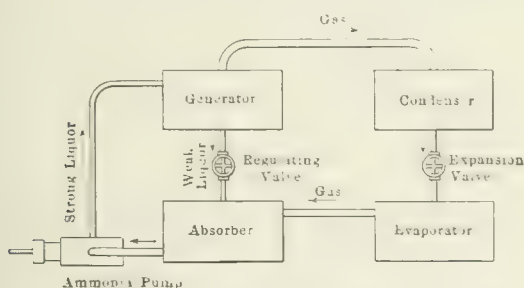 Gas
Generator
Condenser
Strong Liquor
Weak
Liquor
Regulating
Valve
Expansion
Valve
Gas
Absorber
Evaporator
Ammonia Pump